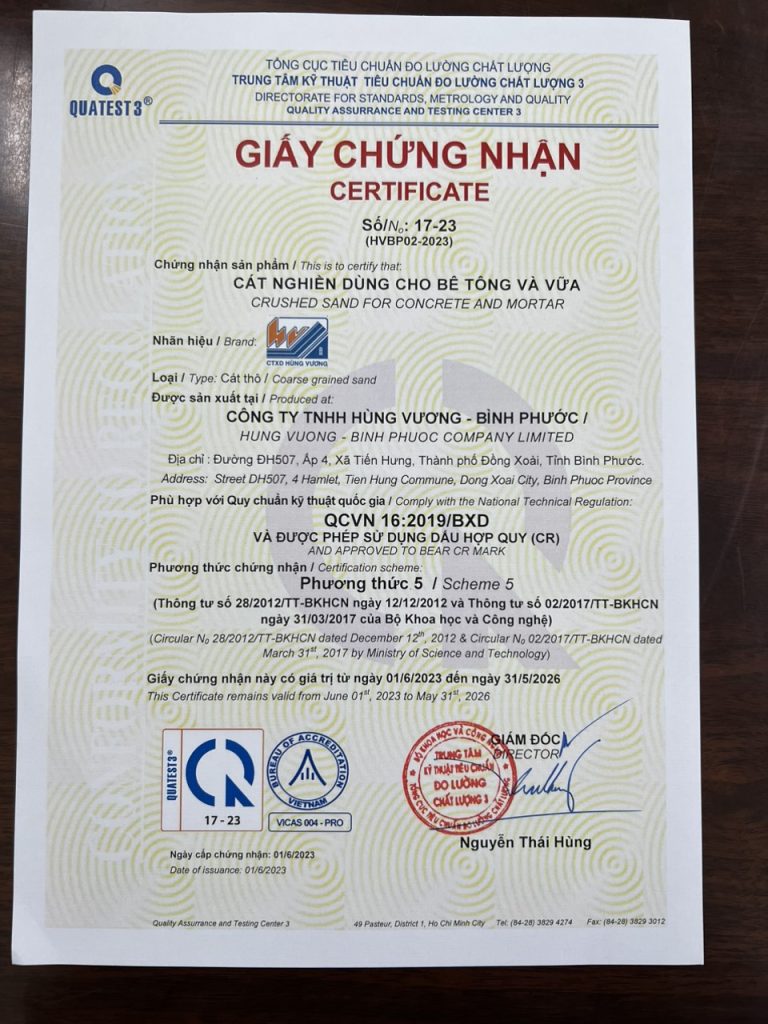 QUATEST 3®
TỔNG CỤC TIÊU CHUẨN ĐO LƯỜNG CHẤT LƯỢNG
TRUNG TÂM KỸ THUẬT TIÊU CHUẨN ĐO LƯỜNG CHẤT LƯỢNG 3
DIRECTORATE FOR STANDARDS, METROLOGY AND QUALITY
QUALITY ASSURRANCE AND TESTING CENTER 3
GIẤY CHỨNG NHẬN
CERTIFICATE
Số/No: 17-23
(HVBP02-2023)
Chứng nhận sản phẩm / This is to certify that:
CÁT NGHIỀN DÙNG CHO BÊ TÔNG VÀ VỮA
CRUSHED SAND FOR CONCRETE AND MORTAR
Nhãn hiệu / Brand:
CTXD HÙNG VƯƠNG
Loại / Type: Cát thô / Coarse grained sand
Được sản xuất tại / Produced at:
CÔNG TY TNHH HÙNG VƯƠNG - BÌNH PHƯỚC /
HUNG VUONG - BINH PHUOC COMPANY LIMITED
Địa chỉ : Đường ĐH507, Ấp 4, Xã Tiến Hưng, Thành phố Đồng Xoài, Tỉnh Bình Phước.
Address: Street DH507, 4 Hamlet, Tien Hung Commune, Dong Xoai City, Binh Phuoc Province
Phù hợp với Quy chuẩn kỹ thuật quốc gia / Comply with the National Technical Regulation:
QCVN 16:2019/BXD
VÀ ĐƯỢC PHÉP SỬ DỤNG DẤU HỢP QUY (CR)
AND APPROVED TO BEAR CR MARK
Phương thức chứng nhận / Certification scheme:
Phương thức 5 / Scheme 5
(Thông tư số 28/2012/TT-BKHCN ngày 12/12/2012 và Thông tư số 02/2017/TT-BKHCN
ngày 31/03/2017 của Bộ Khoa học và Công nghệ)
(Circular No 28/2012/TT-BKHCN dated December 12th, 2012 & Circular No 02/2017/TT-BKHCN dated
March 31st, 2017 by Ministry of Science and Technology)
Giấy chứng nhận này có giá trị từ ngày 01/6/2023 đến ngày 31/5/2026
This Certificate remains valid from June 01st, 2023 to May 31st, 2026
QUATEST3®
17 - 23
BUREAU OF ACCREDITATION
VIETNAM
VICAS 004 - PRO
BỘ KHOA HỌC VÀ CÔNG
TRUNG TÂM
KỸ THUẬT TIÊU CHUẨN
ĐO LƯỜNG
CHẤT LƯỢNG 3
TỔNG CỤC TIÊU CHUẨN ĐO LƯỜNG CHẤT LƯỢNG
GIÁM ĐỐC
DIRECTOR
Nguyễn Thái Hùng
Ngày cấp chứng nhận: 01/6/2023
Date of issuance: 01/6/2023
Quality Assurrance and Testing Center 3 49 Pasteur, District 1, Ho Chi Minh City Tel: (84-28) 3829 4274 Fax: (84-28) 3829 3012